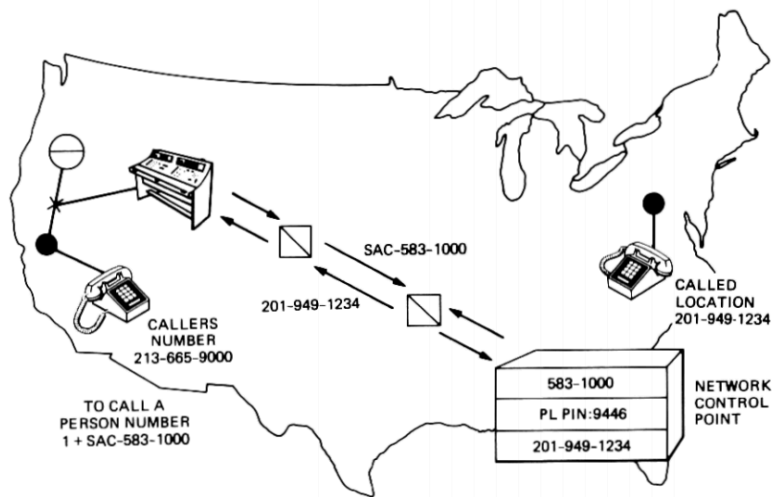 SAC-583-1000
201-949-1234
CALLERS
NUMBER
213-665-9000
TO CALL A
PERSON NUMBER
1 + SAC-583-1000
CALLED
LOCATION
201-949-1234
583-1000
PL PIN:9446
201-949-1234
NETWORK
CONTROL
POINT